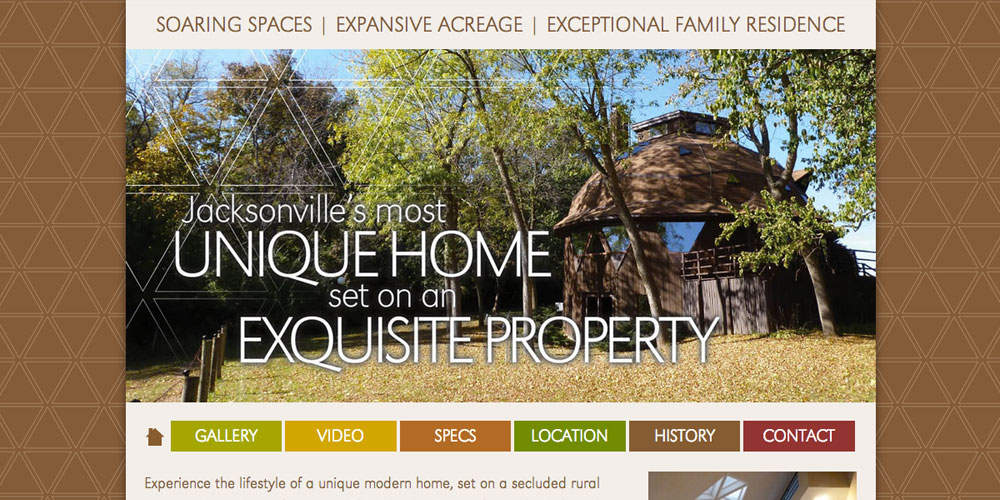 SOARING SPACES | EXPANSIVE ACREAGE | EXCEPTIONAL FAMILY RESIDENCE
Jacksonville's most
UNIQUE HOME
set on an
EXQUISITE PROPERTY
GALLERY VIDEO SPECS LOCATION HISTORY CONTACT
Experience the lifestyle of a unique modern home, set on a secluded rural